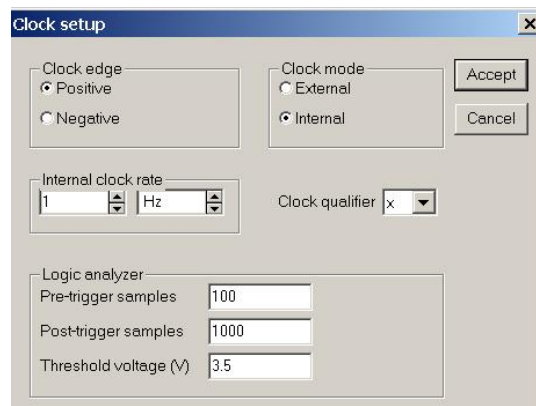 Clock setup
Clock edge
Positive
Negative
Clock mode
External
Internal
Accept
Cancel
Internal clock rate
1 Hz
Clock qualifier x
Logic analyzer
Pre-trigger samples 100
Post-trigger samples 1000
Threshold voltage (V) 3.5